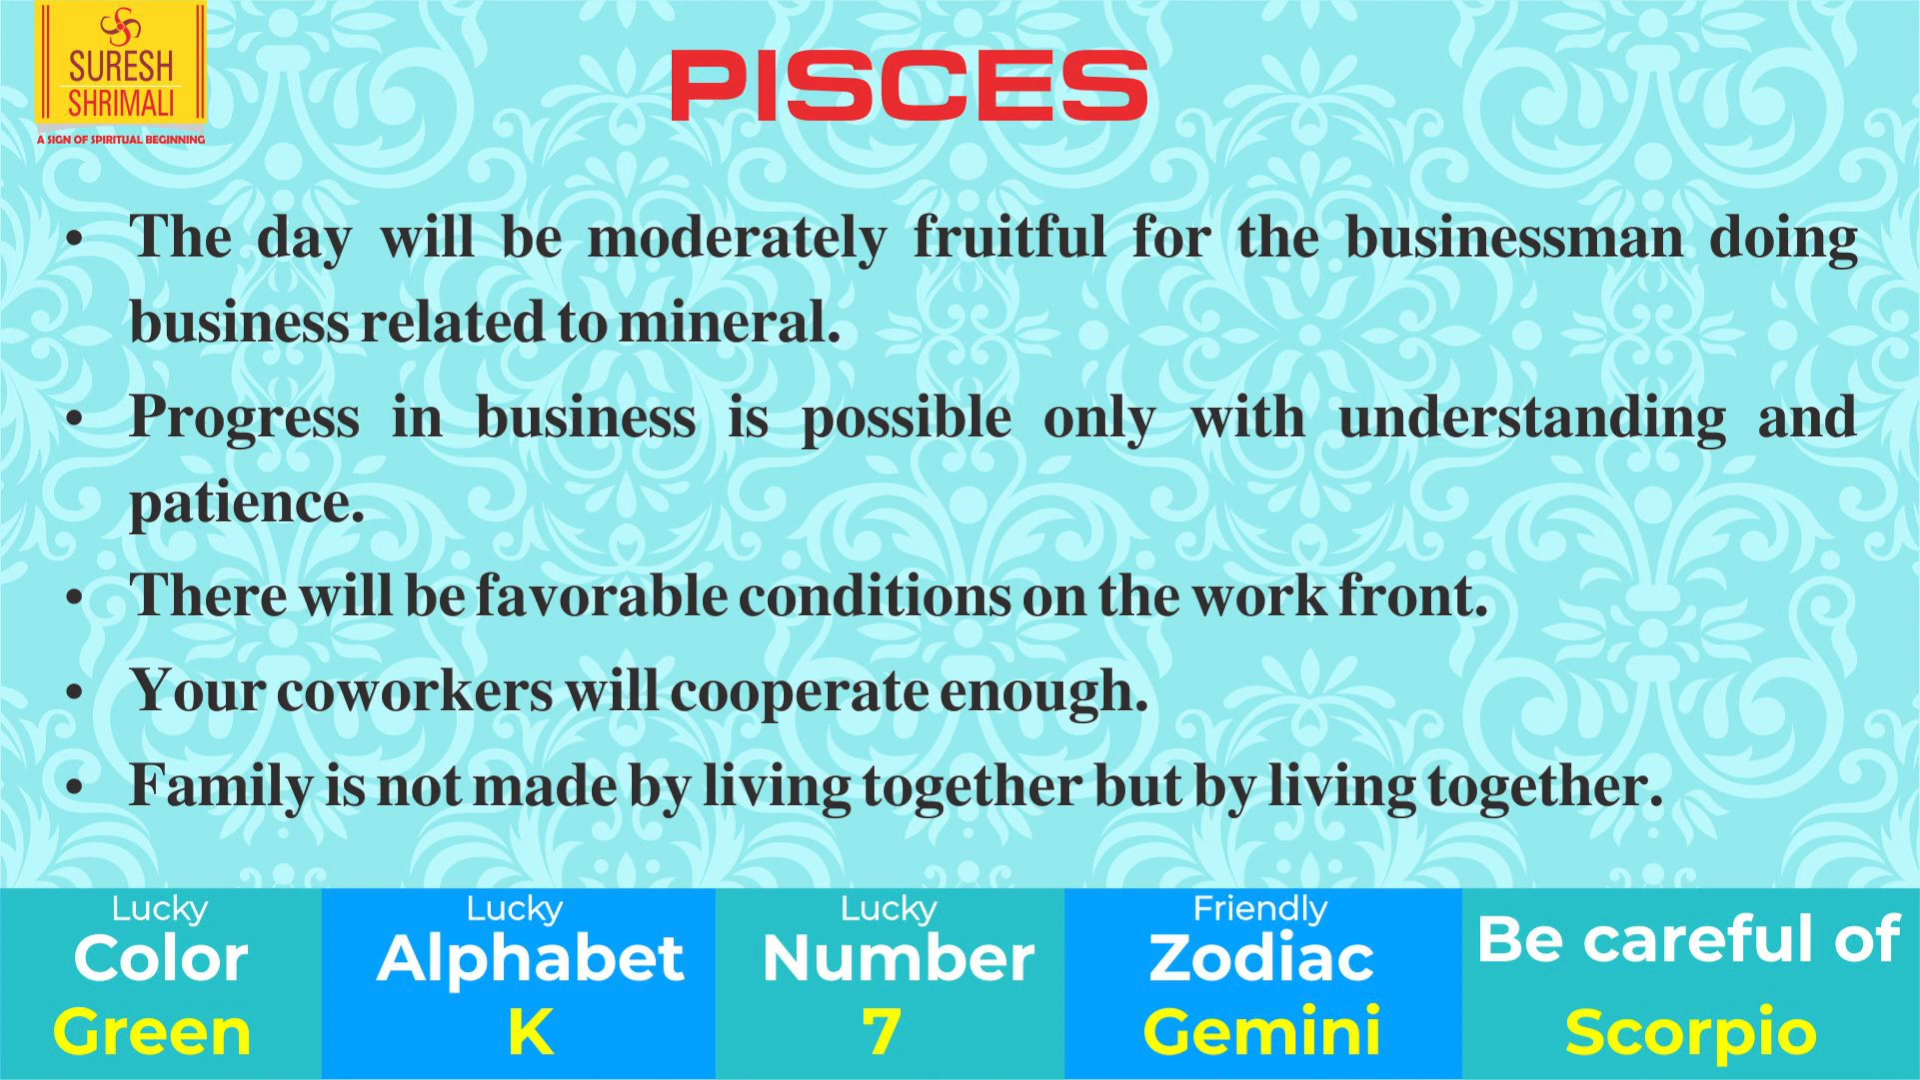 SURESH
SHRIMALI
A SIGN OF SPIRITUAL BEGINNING
PISCES
• The day will be moderately fruitful for the businessman doing
business related to mineral.
• Progress in business is possible only with understanding and
patience.
• There will be favorable conditions on the work front.
• Your coworkers will cooperate enough.
• Family is not made by living together but by living together.
Lucky
Color
Green
Lucky
Alphabet
K
Lucky
Number
7
Friendly
Zodiac
Gemini
Be careful of
Scorpio